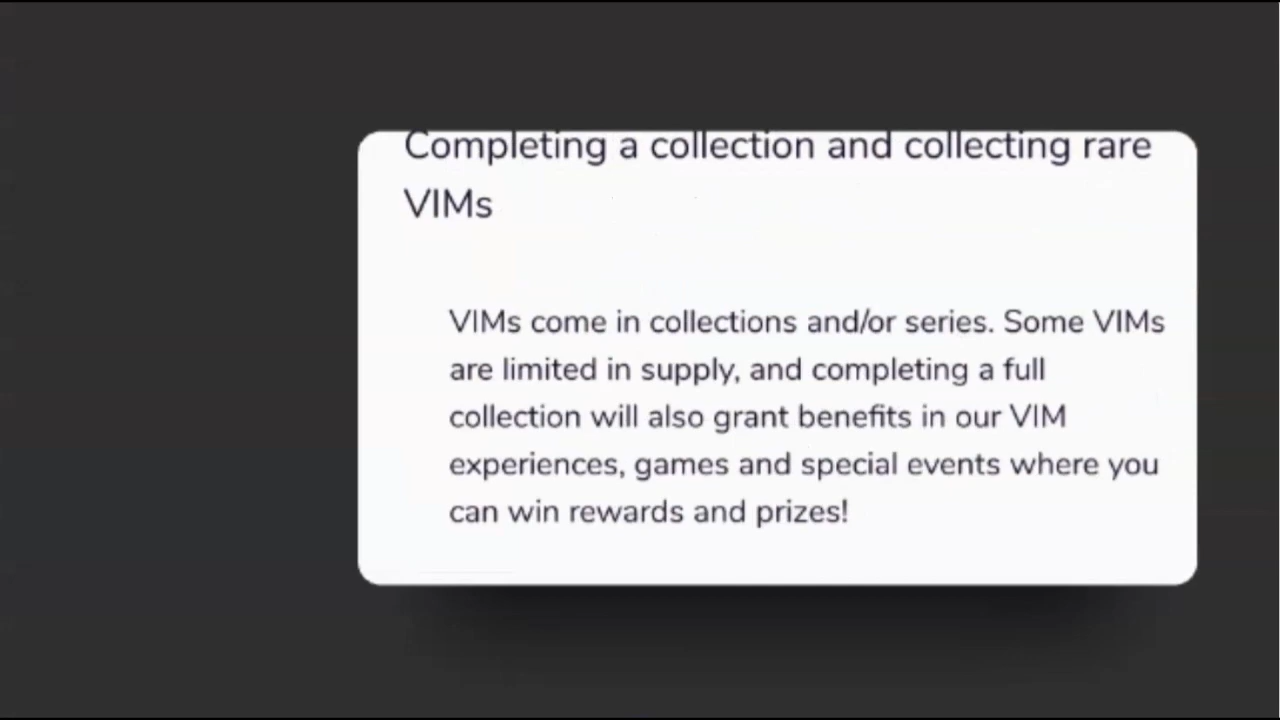 Completing a collection and collecting rare
VIMs
VIMs come in collections and/or series. Some VIMs
are limited in supply, and completing a full
collection will also grant benefits in our VIM
experiences, games and special events where you
can win rewards and prizes!